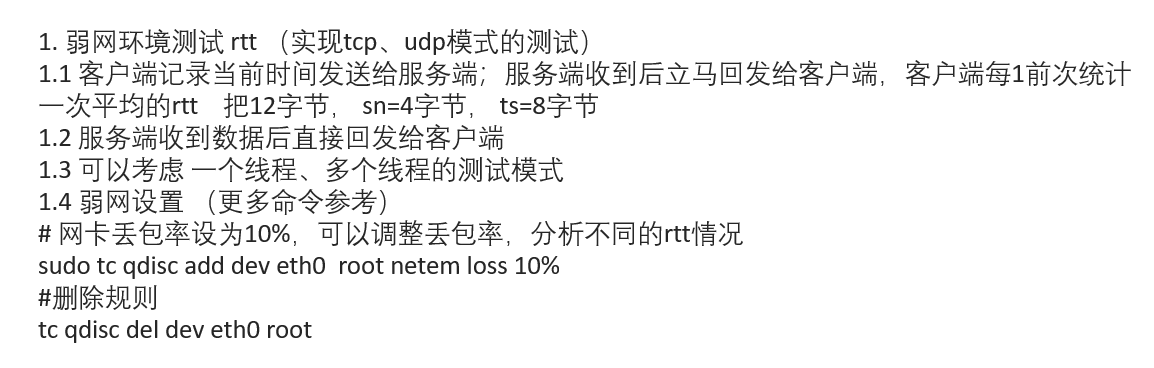 1. 弱网环境测试 rtt （实现tcp、udp模式的测试）
1.1 客户端记录当前时间发送给服务端；服务端收到后立马回发给客户端，客户端每1前次统计
一次平均的rtt 把12字节， sn=4字节， ts=8字节
1.2 服务端收到数据后直接回发给客户端
1.3 可以考虑 一个线程、多个线程的测试模式
1.4 弱网设置 （更多命令参考）
# 网卡丢包率设为10%，可以调整丢包率，分析不同的rtt情况
sudo tc qdisc add dev eth0  root netem loss 10%
#删除规则
tc qdisc del dev eth0 root